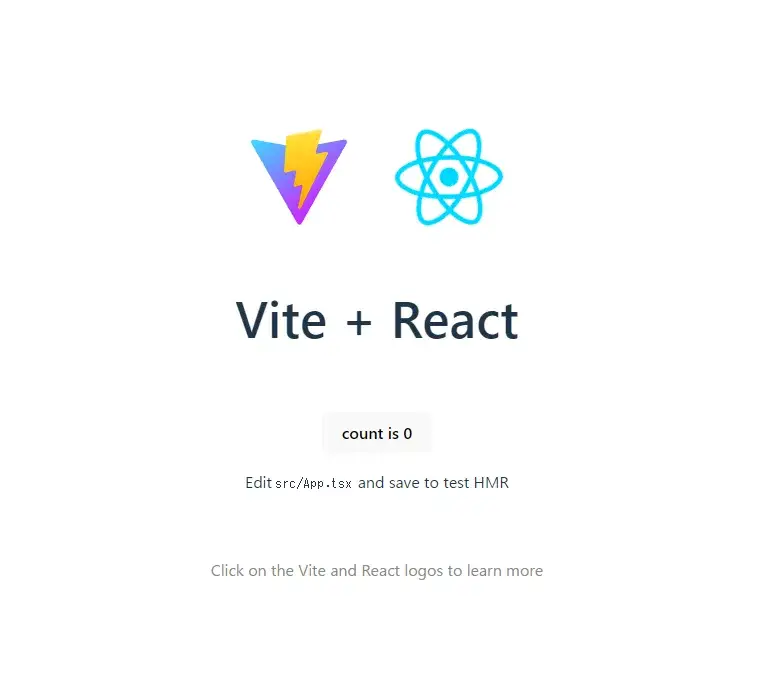 Vite + React
count is 0
Edit src/App.tsx and save to test HMR
Click on the Vite and React logos to learn more